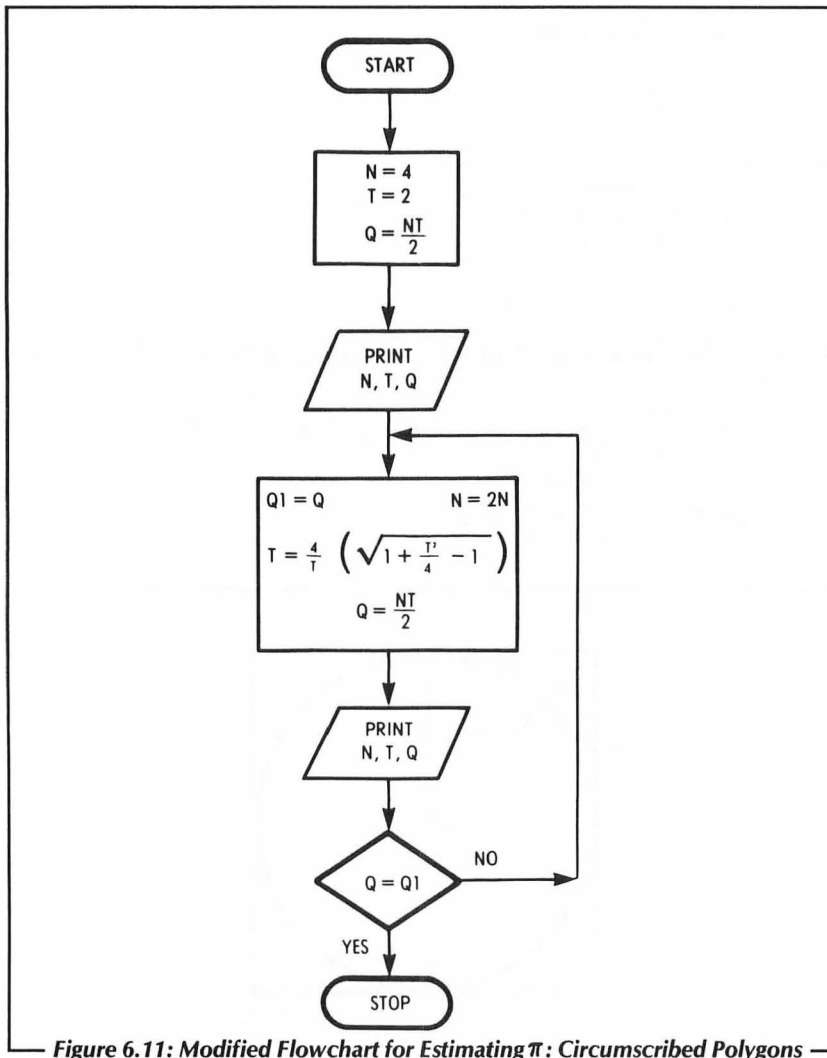 START
N = 4
T = 2
Q = NT/2
PRINT
N, T, Q
Q1 = Q N = 2N
T = 4/T ( √(1 + T²/4 - 1) )
Q = NT/2
PRINT
N, T, Q
Q = Q1
NO
YES
STOP
Figure 6.11: Modified Flowchart for Estimating π: Circumscribed Polygons